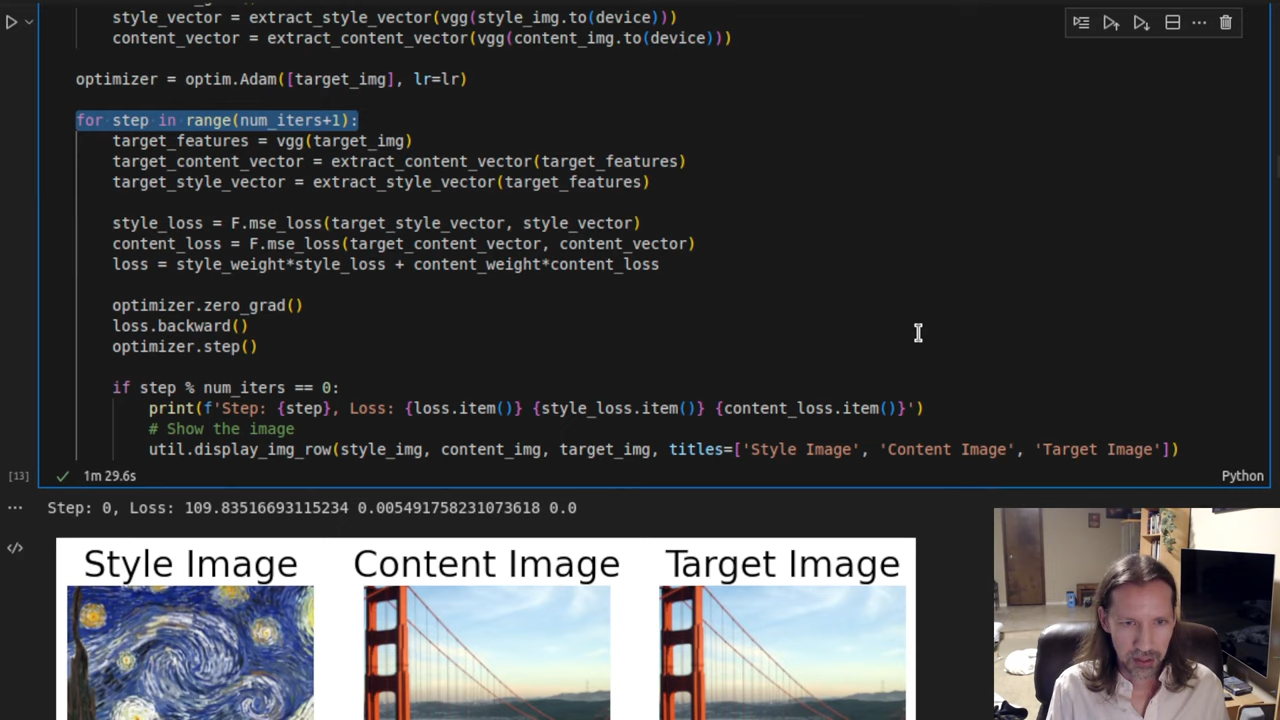 style_vector = extract_style_vector(vgg(style_img.to(device)))
content_vector = extract_content_vector(vgg(content_img.to(device)))
optimizer = optim.Adam([target_img], lr=lr)
for step in range(num_iters+1):
target_features = vgg(target_img)
target_content_vector = extract_content_vector(target_features)
target_style_vector = extract_style_vector(target_features)
style_loss = F.mse_loss(target_style_vector, style_vector)
content_loss = F.mse_loss(target_content_vector, content_vector)
loss = style_weight*style_loss + content_weight*content_loss
optimizer.zero_grad()
loss.backward()
optimizer.step()
if step % num_iters == 0:
print(f'Step: {step}, Loss: {loss.item()} {style_loss.item()} {content_loss.item()}')
# Show the image
util.display_img_row(style_img, content_img, target_img, titles=['Style Image', 'Content Image', 'Target Image'])
[13] 1m 29.6s Python
Step: 0, Loss: 109.83516693115234 0.005491758231073618 0.0
Style Image Content Image Target Image